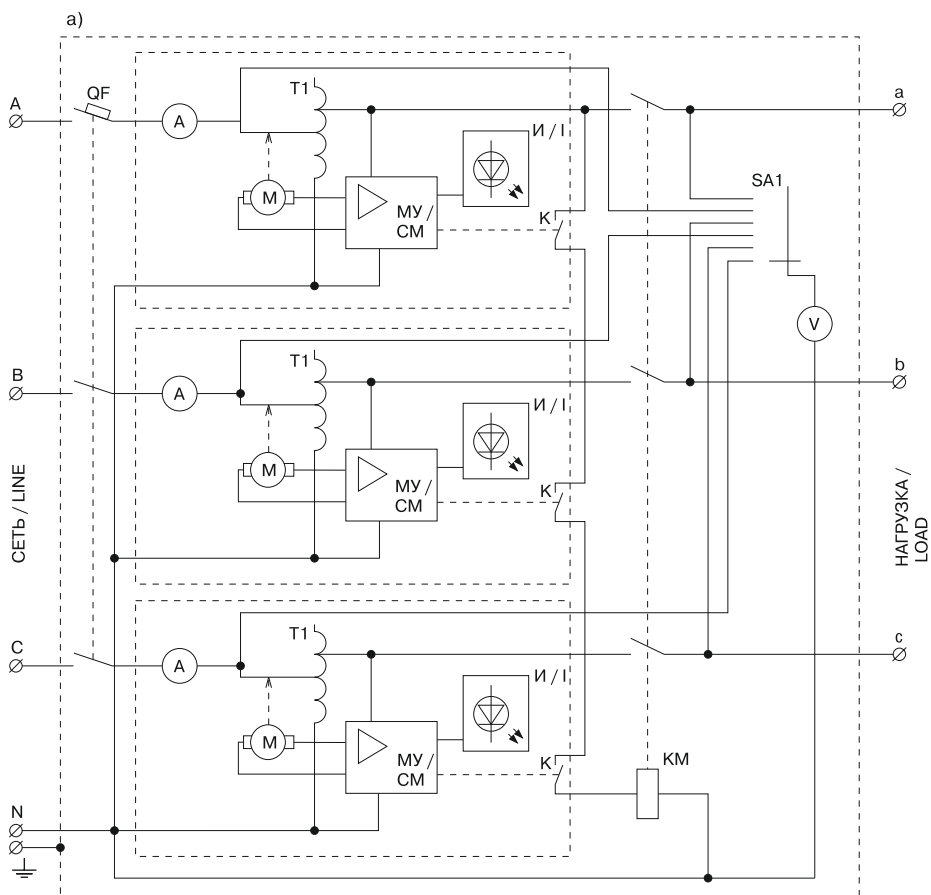 а)
A
QF
A
T1
И / I
a
SA1
M
МУ /
СМ
K
V
B
A
T1
И / I
b
M
МУ /
СМ
K
СЕТЬ / LINE
НАГРУЗКА /
LOAD
C
A
T1
И / I
c
M
МУ /
СМ
K
KM
N